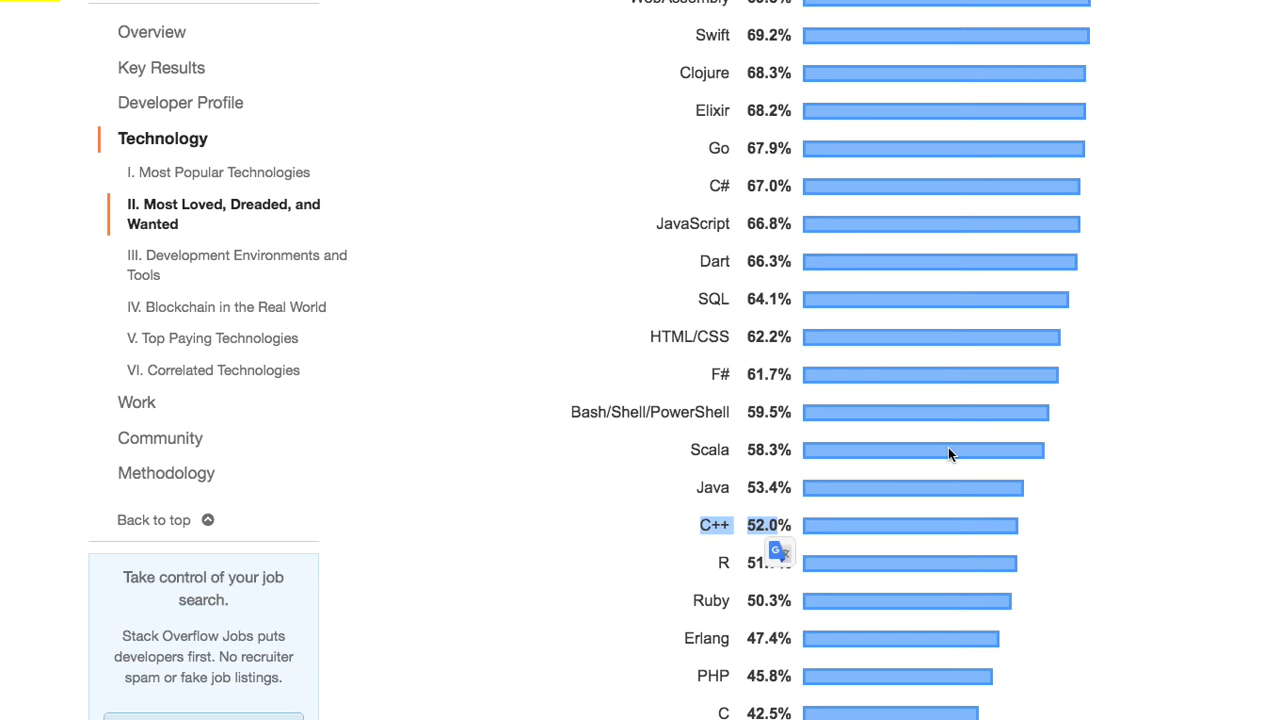 Overview
Key Results
Developer Profile
Technology
I. Most Popular Technologies
II. Most Loved, Dreaded, and
Wanted
III. Development Environments and
Tools
IV. Blockchain in the Real World
V. Top Paying Technologies
VI. Correlated Technologies
Work
Community
Methodology
Back to top
Take control of your job
search.
Stack Overflow Jobs puts
developers first. No recruiter
spam or fake job listings.
Swift 69.2%
Clojure 68.3%
Elixir 68.2%
Go 67.9%
C# 67.0%
JavaScript 66.8%
Dart 66.3%
SQL 64.1%
HTML/CSS 62.2%
F# 61.7%
Bash/Shell/PowerShell 59.5%
Scala 58.3%
Java 53.4%
C++ 52.0%
R
Ruby 50.3%
Erlang 47.4%
PHP 45.8%
C 42.5%